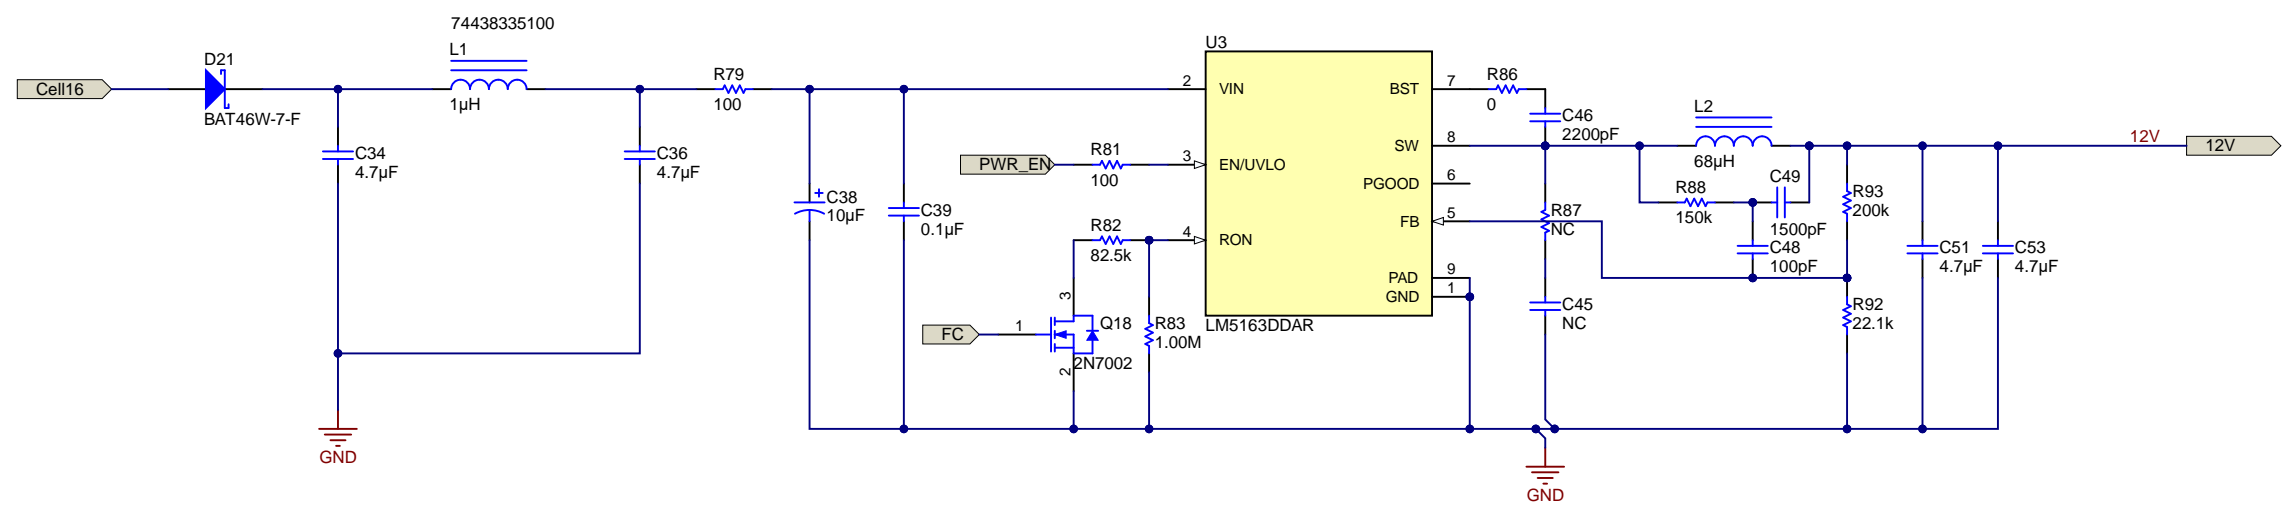 74438335100
D21
L1
Cell16
BAT46W-7-F
1µH
R79
100
C34
4.7µF
C36
4.7µF
C38
10µF
C39
0.1µF
PWR_EN
R81
100
R82
82.5k
FC
1
3
2
Q18
2N7002
R83
1.00M
U3
2
VIN
3
EN/UVLO
4
RON
BST
7
SW
8
PGOOD
6
FB
5
PAD
9
GND
1
LM5163DDAR
R86
0
C46
2200pF
R87
NC
C45
NC
L2
68µH
R88
150k
C49
1500pF
C48
100pF
R93
200k
R92
22.1k
C51
4.7µF
C53
4.7µF
12V
12V
GND
GND